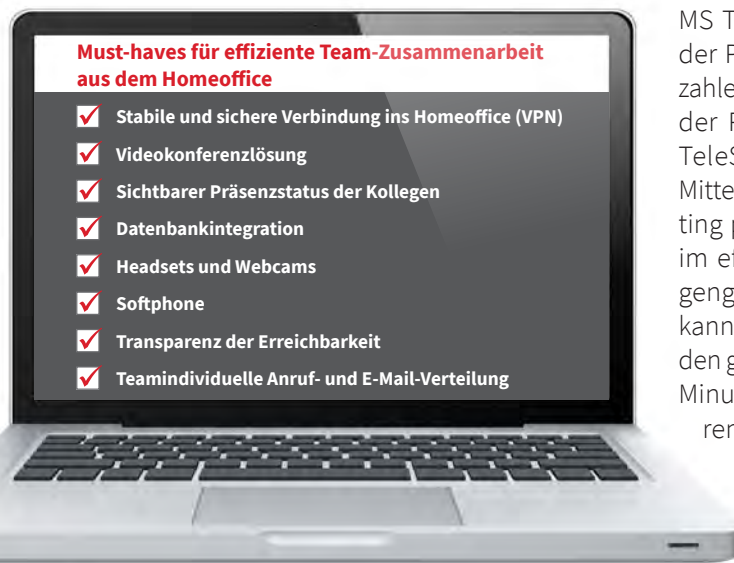 Must-haves für effiziente Team-Zusammenarbeit
aus dem Homeoffice
Stabile und sichere Verbindung ins Homeoffice (VPN)
Videokonferenzlösung
Sichtbarer Präsenzstatus der Kollegen
Datenbankintegration
Headsets und Webcams
Softphone
Transparenz der Erreichbarkeit
Teamindividuelle Anruf- und E-Mail-Verteilung
MS
der
zahle
der
TeleS
Mitte
ting
im
geng
kann
den
Minu
ren